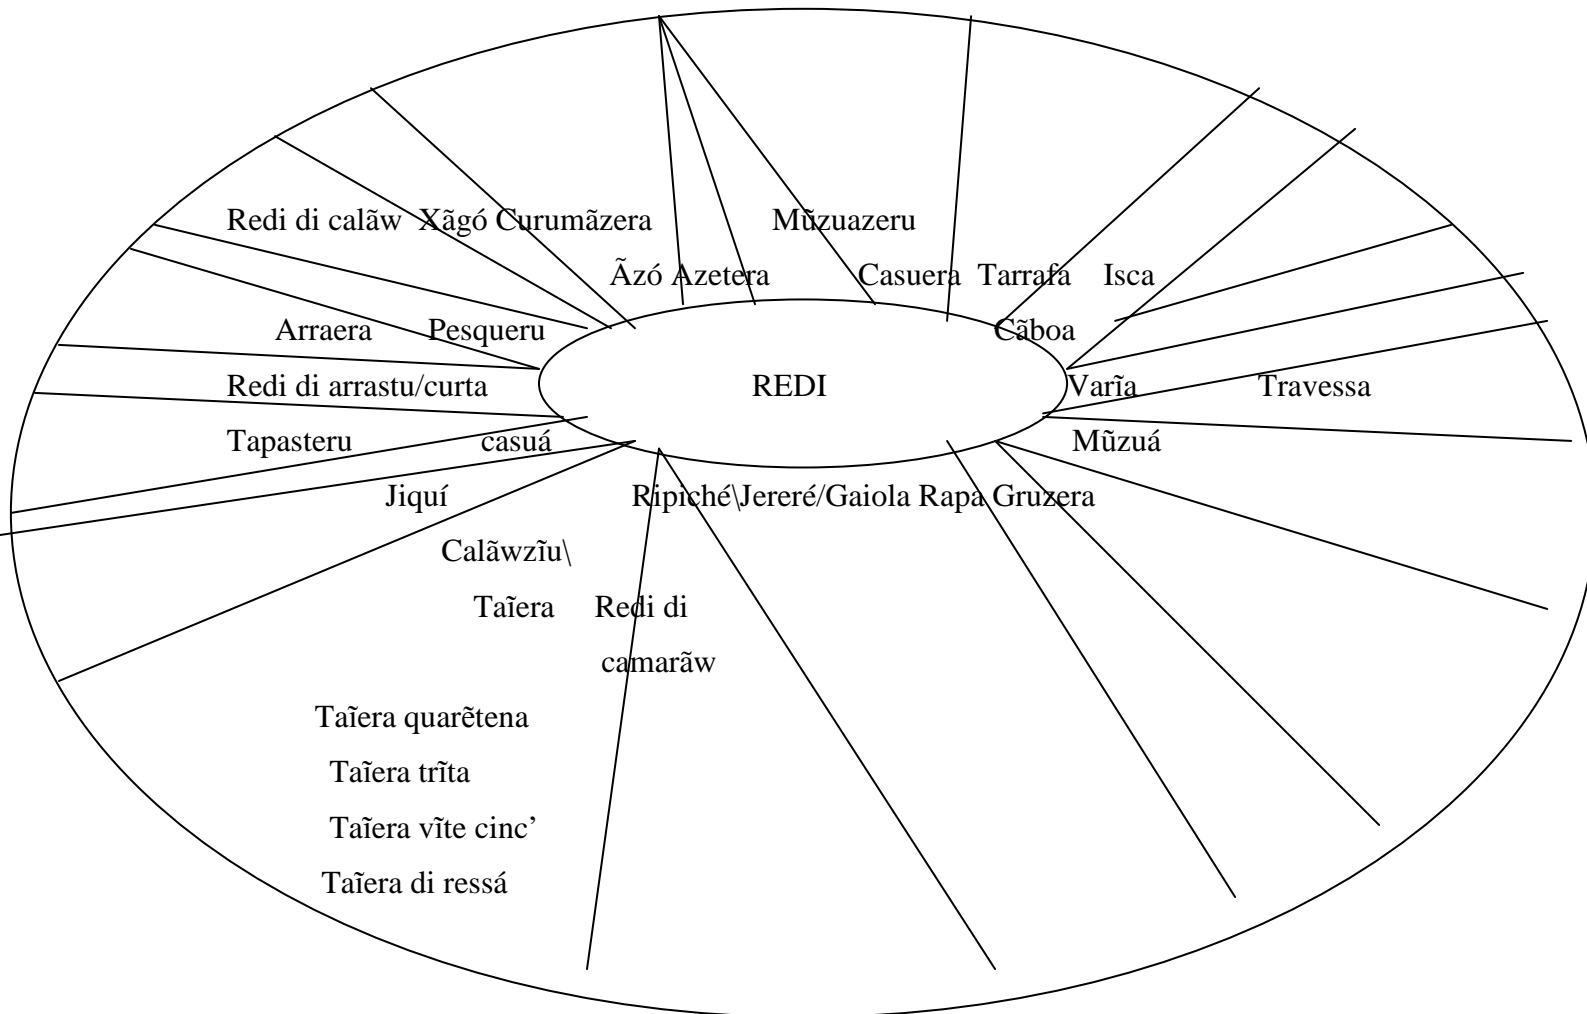 Redi di calãw Xãgó Curumãzera Mũzuazeru
Ãzó Azetera Casuera Tarrafa Isca
Arraera Pesqueru Cãboa
Redi di arrastu/curta REDI Varĩa Travessa
Tapasteru casuá Mũzuá
Jiquí Ripiché\Jereré/Gaiola Rapa Gruzera
Calãwzĩu\
Taĩera Redi di
camarãw
Taĩera quarẽtena
Taĩera trĩta
Taĩera vĩte cinc’
Taĩera di ressá